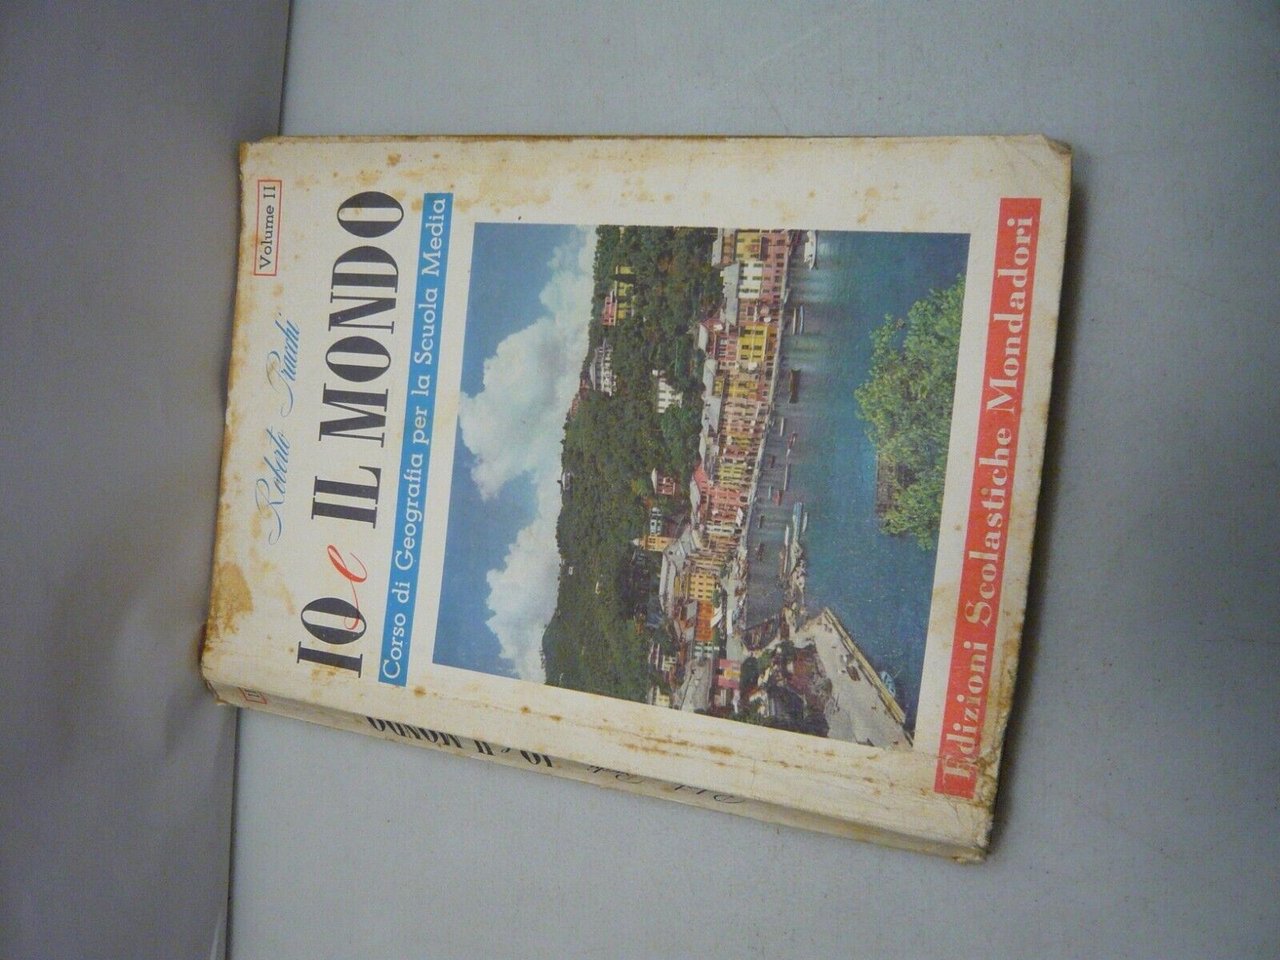 Volume II
Roberto Pracchi
IO e IL MONDO
Corso di Geografia per la Scuola Media
Edizioni Scolastiche Mondadori
II
IO e IL MONDO